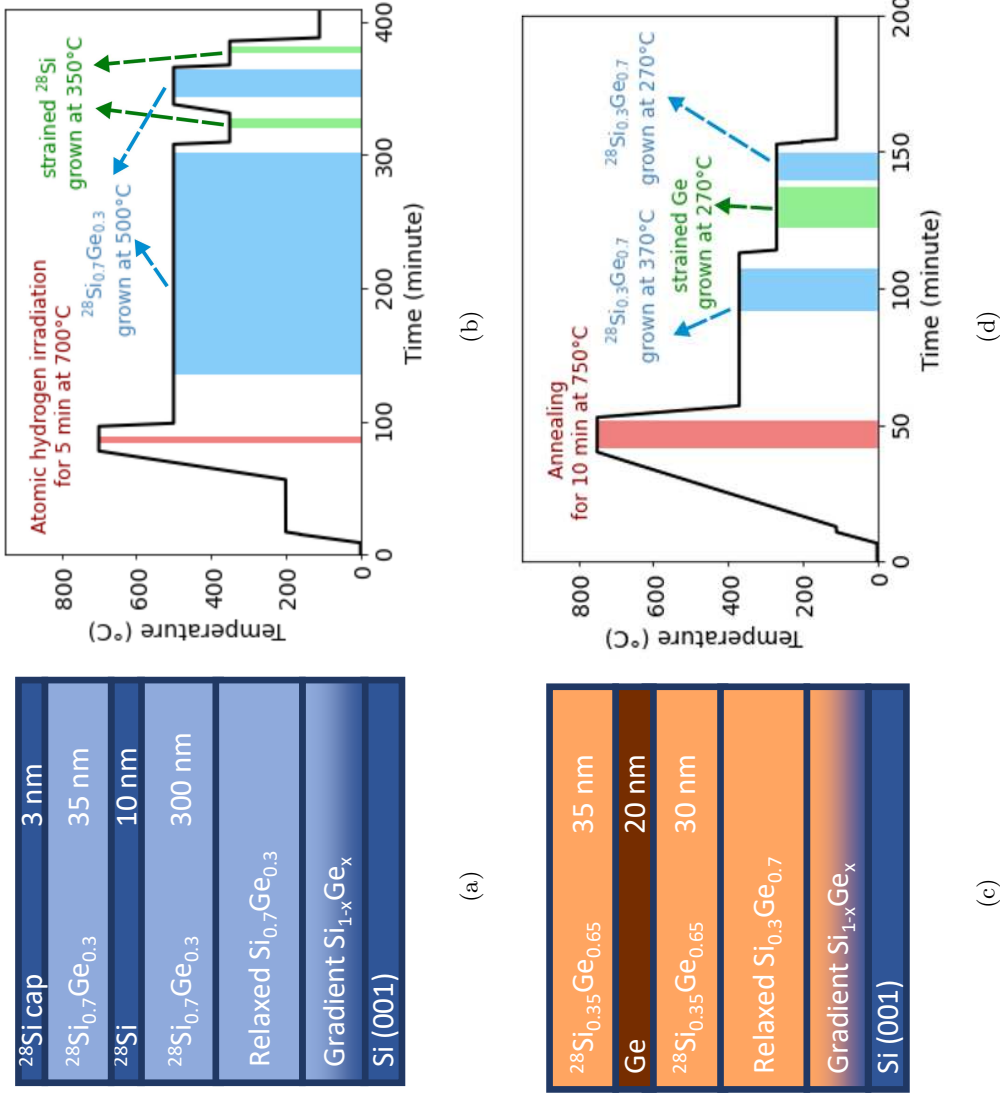 ²⁸Si cap 3 nm
²⁸Si₀.₇Ge₀.₃ 35 nm
²⁸Si 10 nm
²⁸Si₀.₇Ge₀.₃ 300 nm
Relaxed Si₀.₇Ge₀.₃
Gradient Si₁₋ₓGeₓ
Si (001)
(a)
Atomic hydrogen irradiation
for 5 min at 700°C
²⁸Si₀.₇Ge₀.₃
grown at 500°C
strained ²⁸Si
grown at 350°C
800
600
400
200
0
Temperature (°C)
0 100 200 300 400
Time (minute)
(b)
²⁸Si₀.₃₅Ge₀.₆₅ 35 nm
Ge 20 nm
²⁸Si₀.₃₅Ge₀.₆₅ 30 nm
Relaxed Si₀.₃Ge₀.₇
Gradient Si₁₋ₓGeₓ
Si (001)
(c)
Annealing
for 10 min at 750°C
²⁸Si₀.₃Ge₀.₇
grown at 370°C
strained Ge
grown at 270°C
²⁸Si₀.₃Ge₀.₇
grown at 270°C
800
600
400
200
0
Temperature (°C)
0 50 100 150 200
Time (minute)
(d)